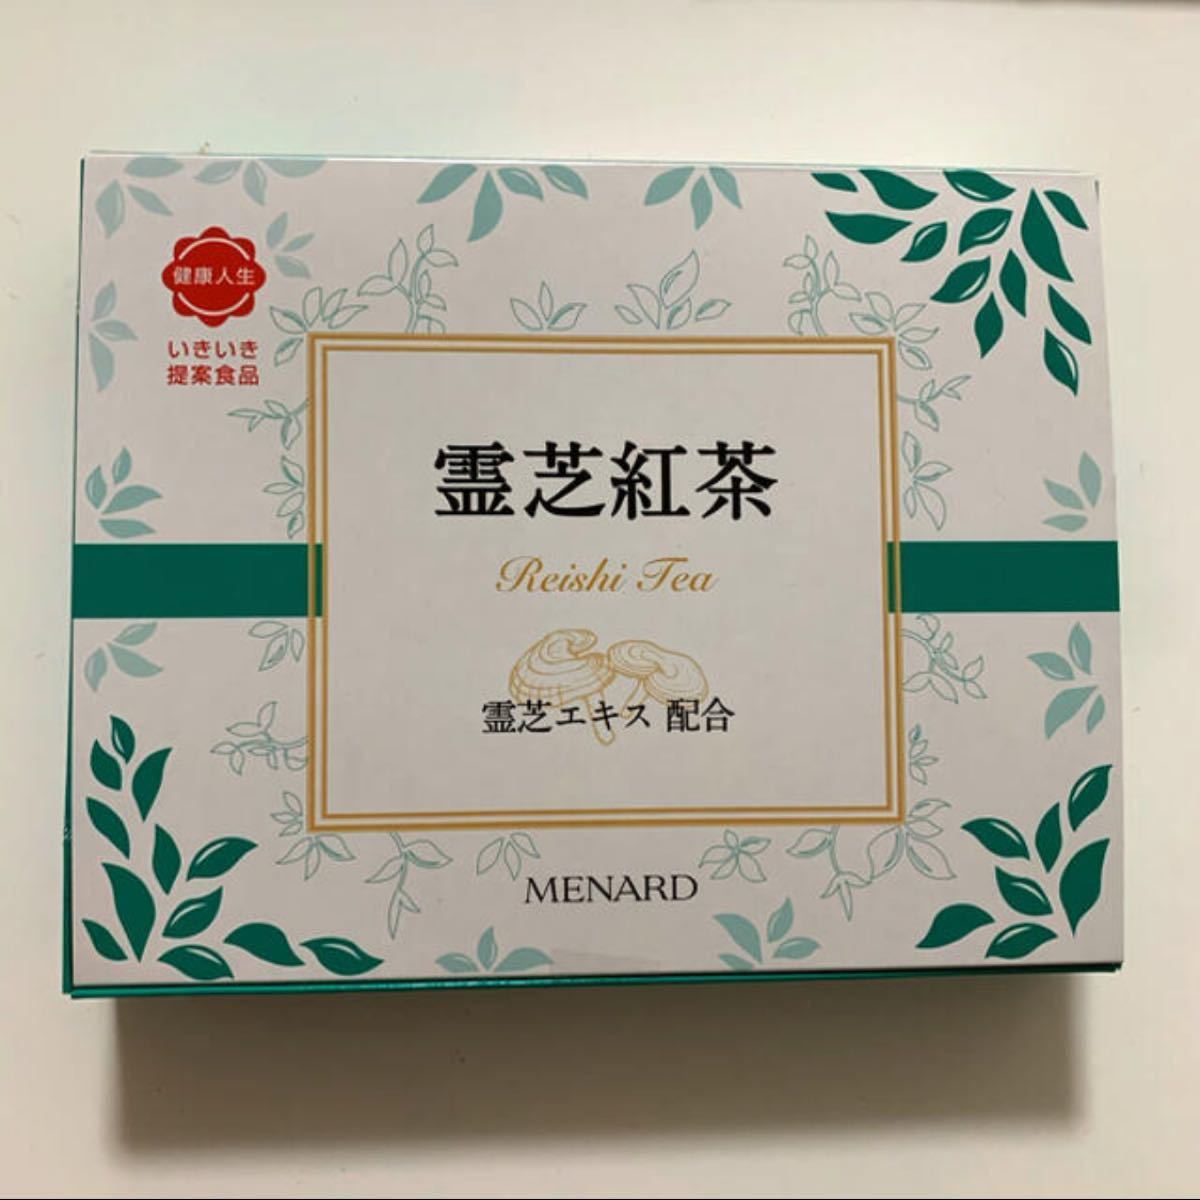 健康人生
いきいき
提案食品
霊芝紅茶
Reishi Tea
霊芝エキス 配合
MENARD